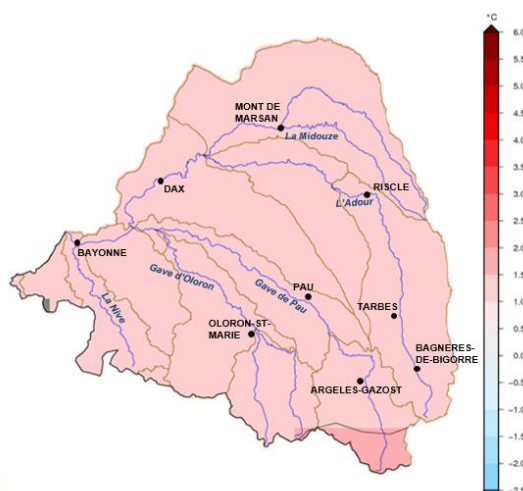 °C
6.0
5.5
5.0
4.5
4.0
3.5
3.0
2.5
2.0
1.5
1.0
0.5
0.0
−0.5
−1.0
−1.5
−2.0
−2.5
MONT DE
MARSAN
La Midouze
DAX
RISCLE
L'Adour
BAYONNE
La Nive
Gave d'Oloron
Gave de Pau
PAU
TARBES
OLORON-ST-
MARIE
BAGNERES-
DE-BIGORRE
ARGELES-GAZOST